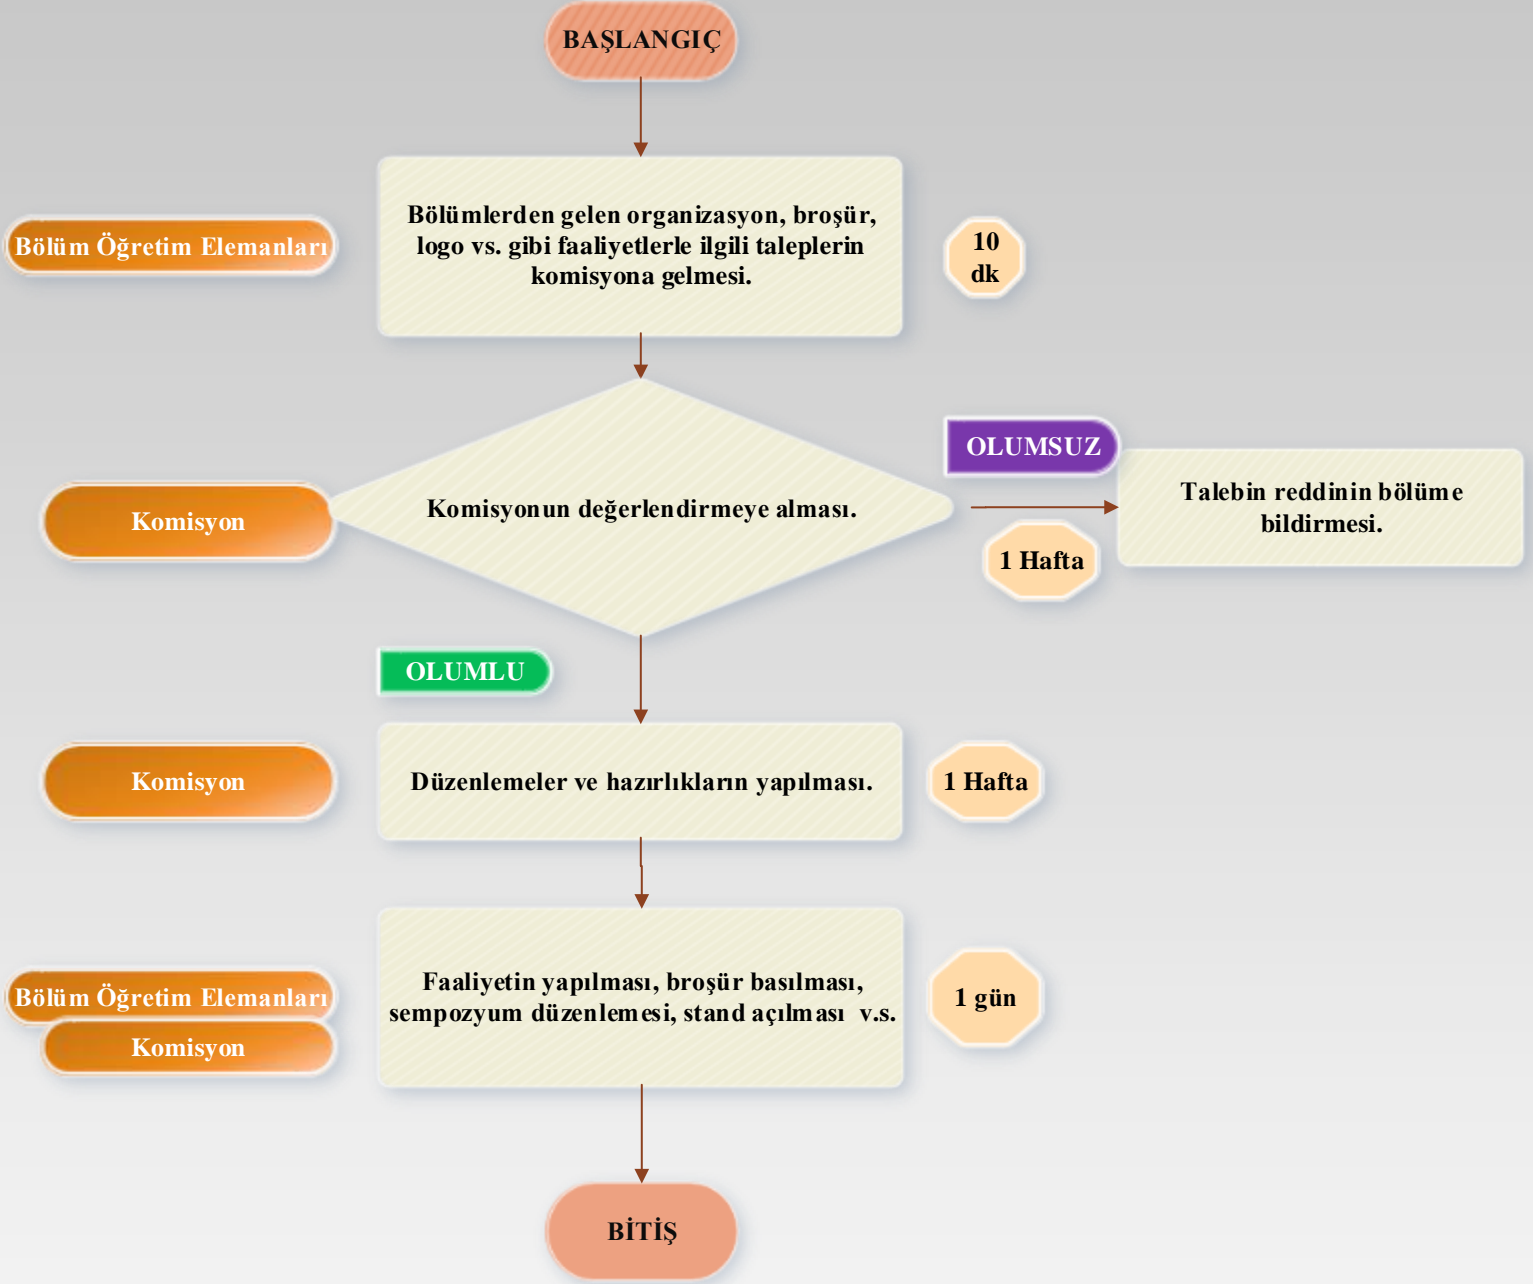 BAŞLANGIÇ
Bölüm Öğretim Elemanları
Bölümlerden gelen organizasyon, broşür,
logo vs. gibi faaliyetlerle ilgili taleplerin
komisyona gelmesi.
10
dk
Komisyon
Komisyonun değerlendirmeye alması.
OLUMSUZ
1 Hafta
Talebin reddinin bölüme
bildirmesi.
OLUMLU
Komisyon
Düzenlemeler ve hazırlıkların yapılması.
1 Hafta
Bölüm Öğretim Elemanları
Komisyon
Faaliyetin yapılması, broşür basılması,
sempozyum düzenlemesi, stand açılması  v.s.
1 gün
BİTİŞ